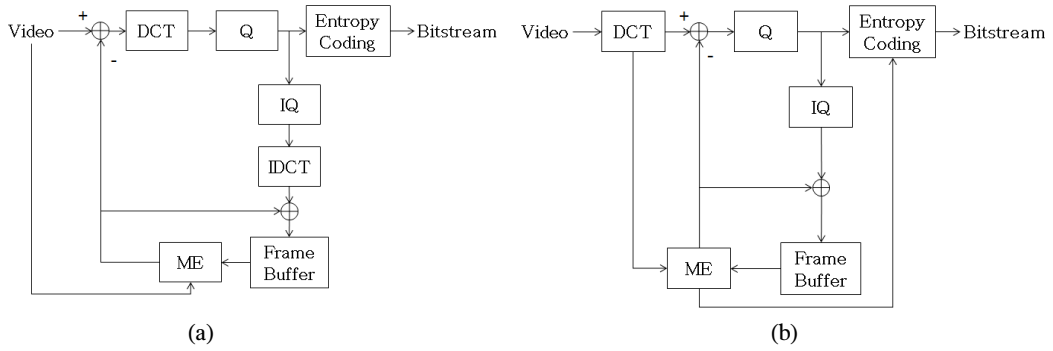 +
Video
DCT
Q
Entropy
Coding
Bitstream
-
IQ
IDCT
ME
Frame
Buffer
(a)
Video
DCT
+
Q
Entropy
Coding
Bitstream
-
IQ
ME
Frame
Buffer
(b)